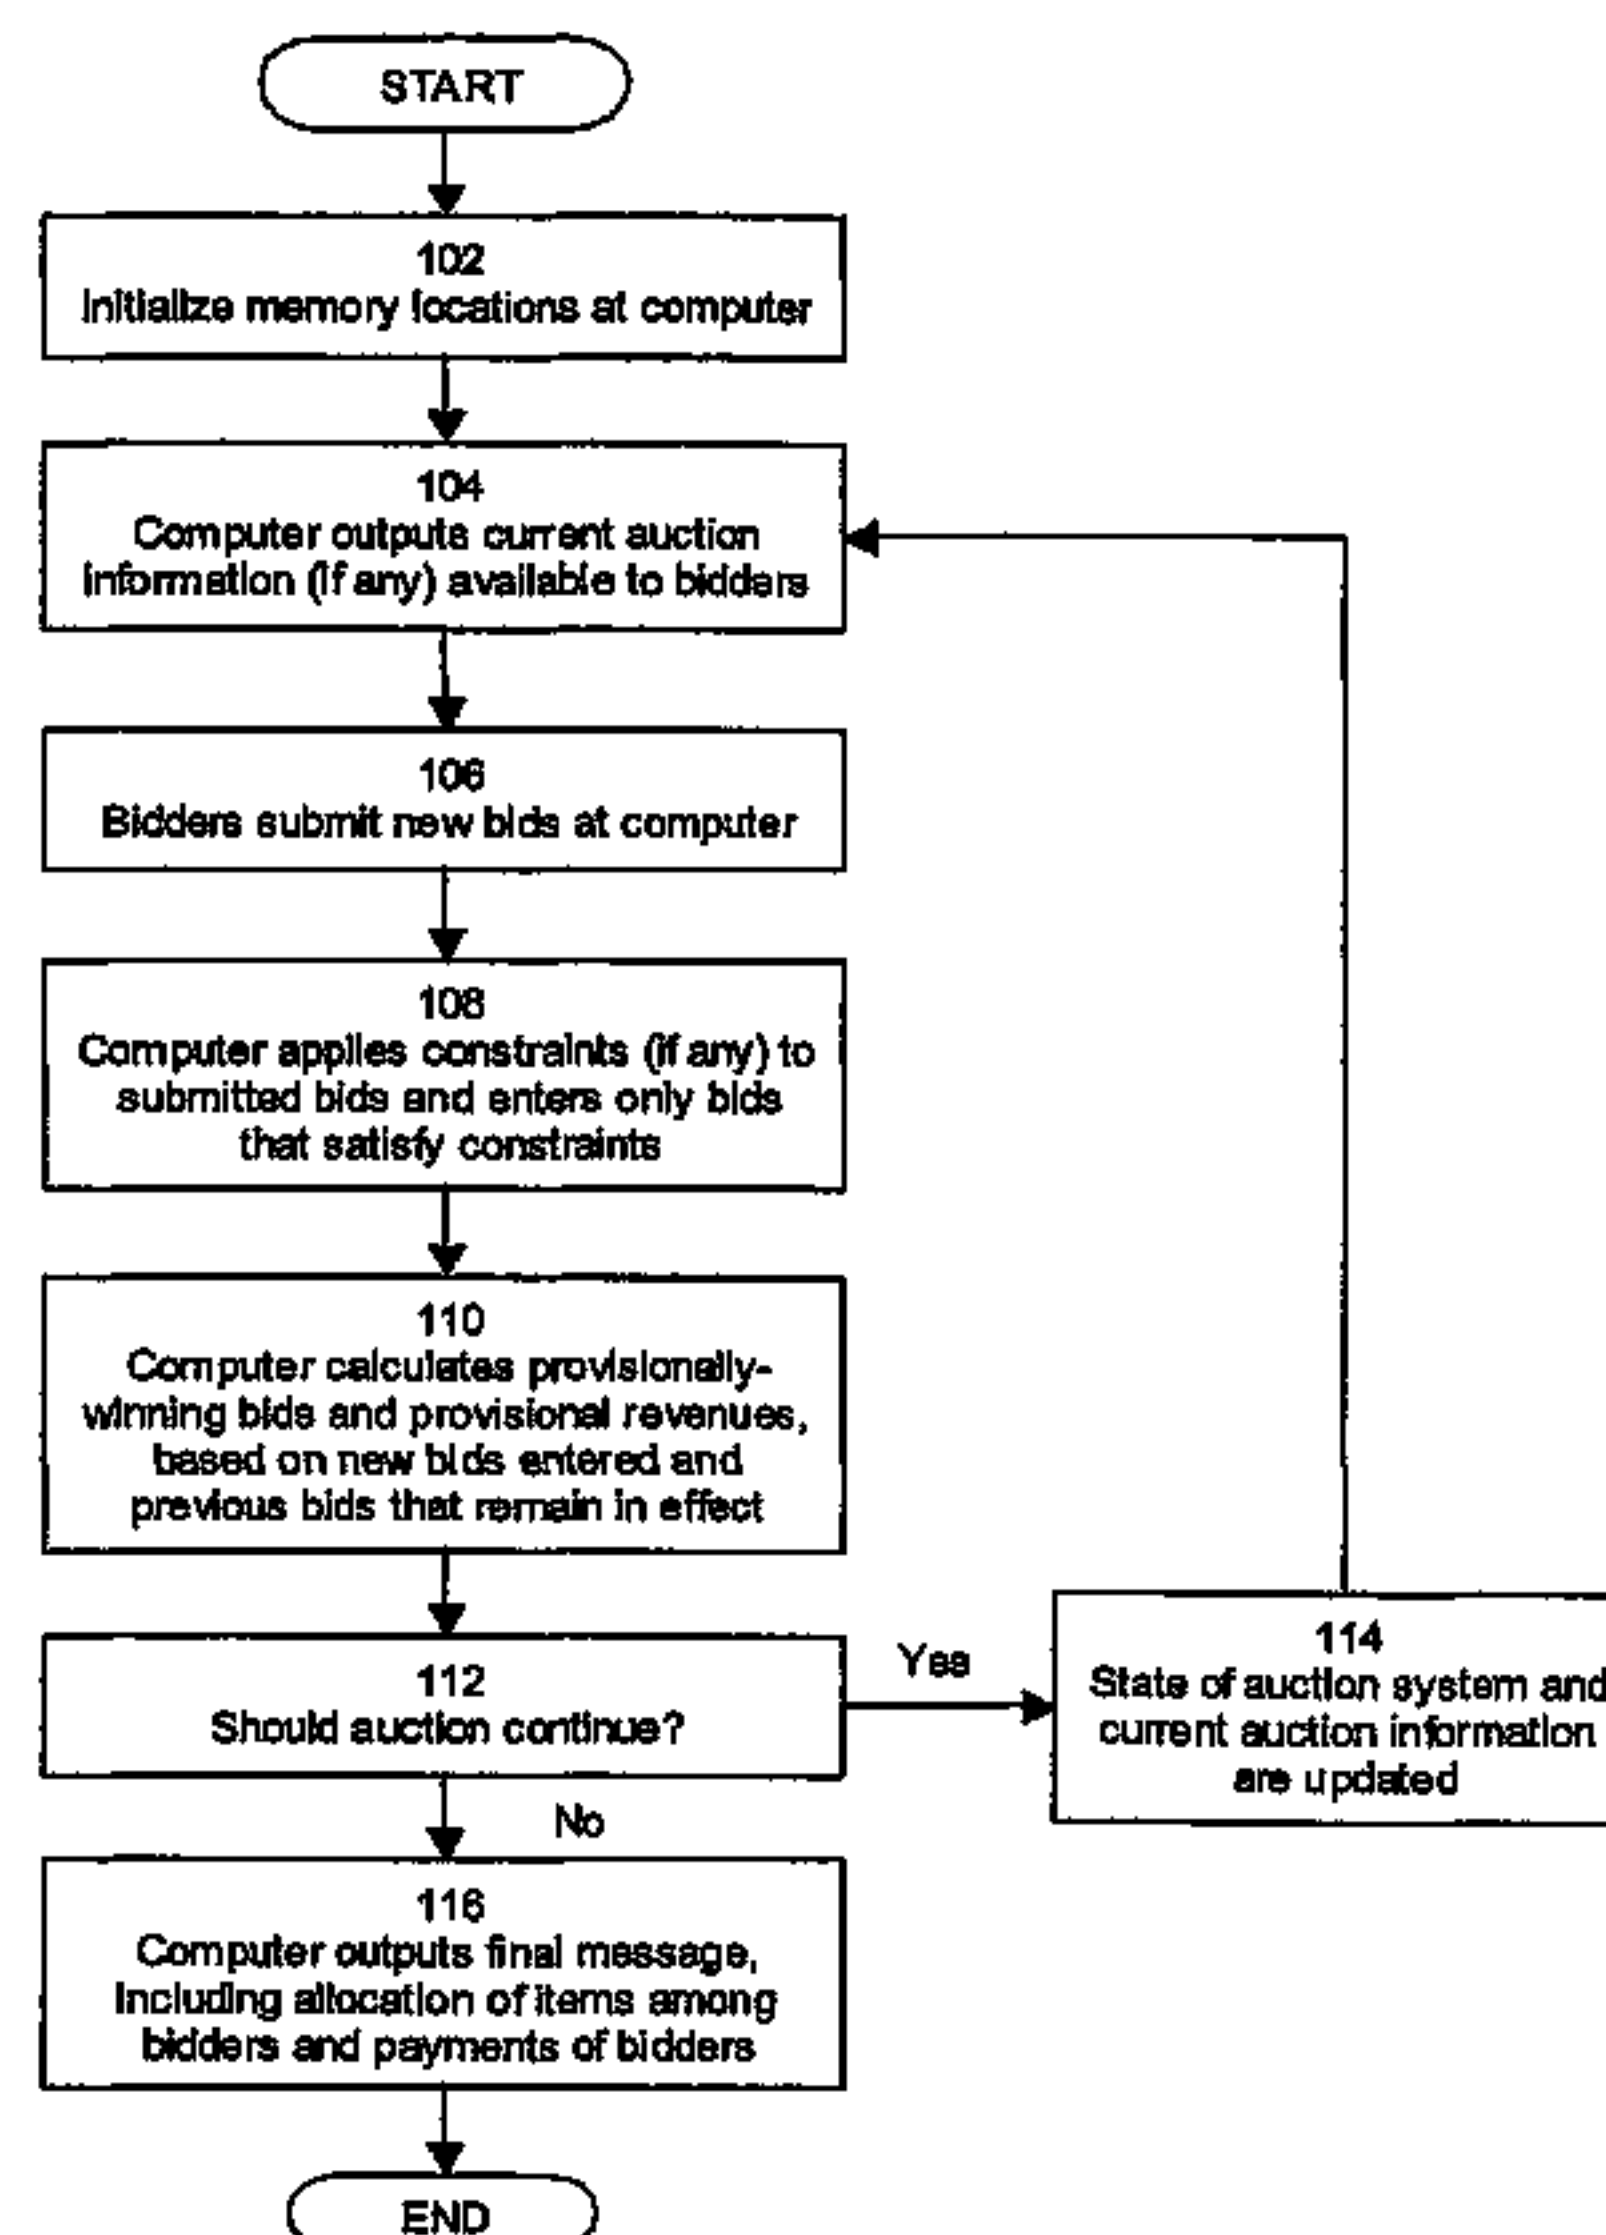 START
102
Initialize memory locations at computer
104
Computer outputs current auction
information (if any) available to bidders
106
Bidders submit new bids at computer
108
Computer applies constraints (if any) to
submitted bids and enters only bids
that satisfy constraints
110
Computer calculates provisionally-
winning bids and provisional revenues,
based on new bids entered and
previous bids that remain in effect
112
Should auction continue?
Yes
114
State of auction system and
current auction information
are updated
No
116
Computer outputs final message,
including allocation of items among
bidders and payments of bidders
END